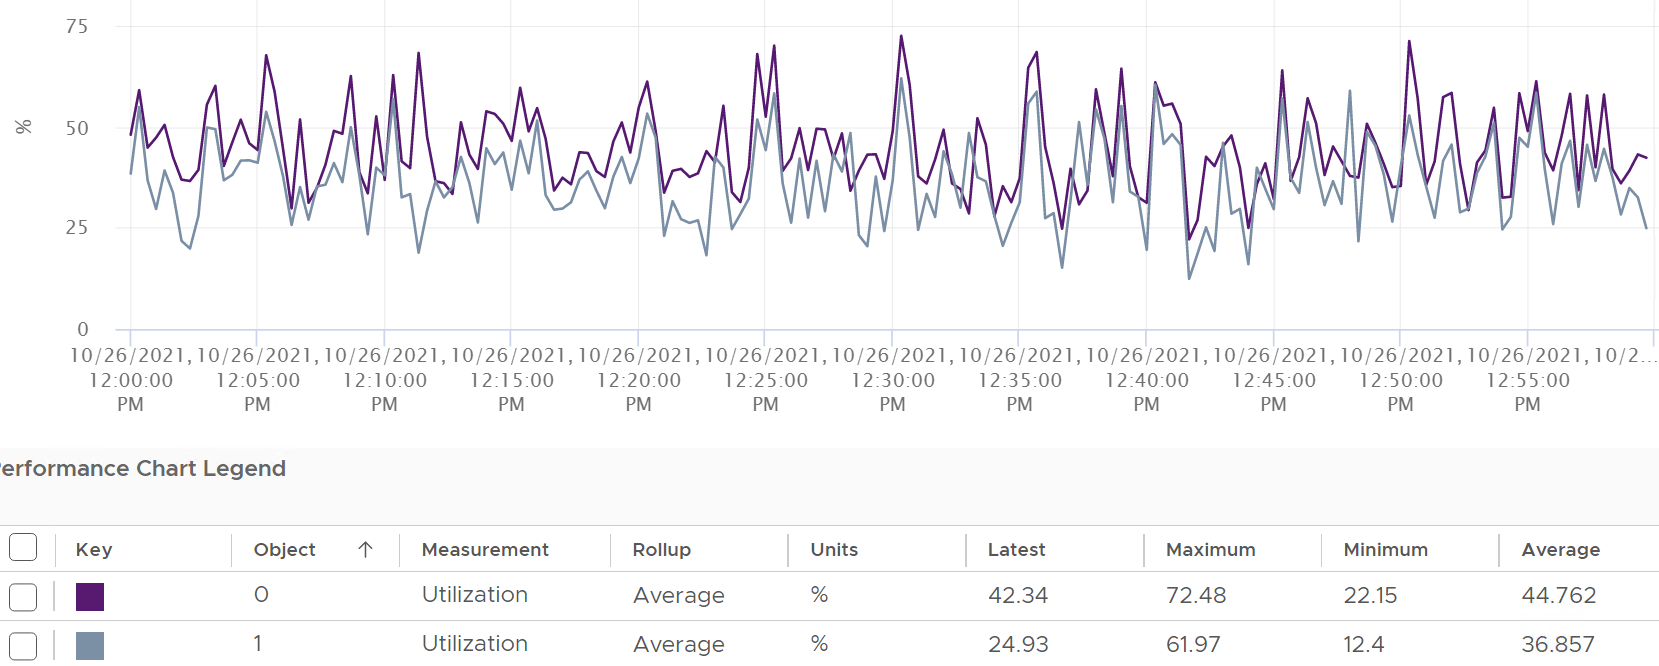 75
%
50
25
0
10/26/2021, 10/26/2021, 10/26/2021, 10/26/2021, 10/26/2021, 10/26/2021, 10/26/2021, 10/26/2021, 10/26/2021, 10/26/2021, 10/26/2021, 10/26/2021, 10/2...
12:00:00 12:05:00 12:10:00 12:15:00 12:20:00 12:25:00 12:30:00 12:35:00 12:40:00 12:45:00 12:50:00 12:55:00
PM PM PM PM PM PM PM PM PM PM PM PM
erformance Chart Legend
Key Object ↑ Measurement Rollup Units Latest Maximum Minimum Average
0 Utilization Average % 42.34 72.48 22.15 44.762
1 Utilization Average % 24.93 61.97 12.4 36.857